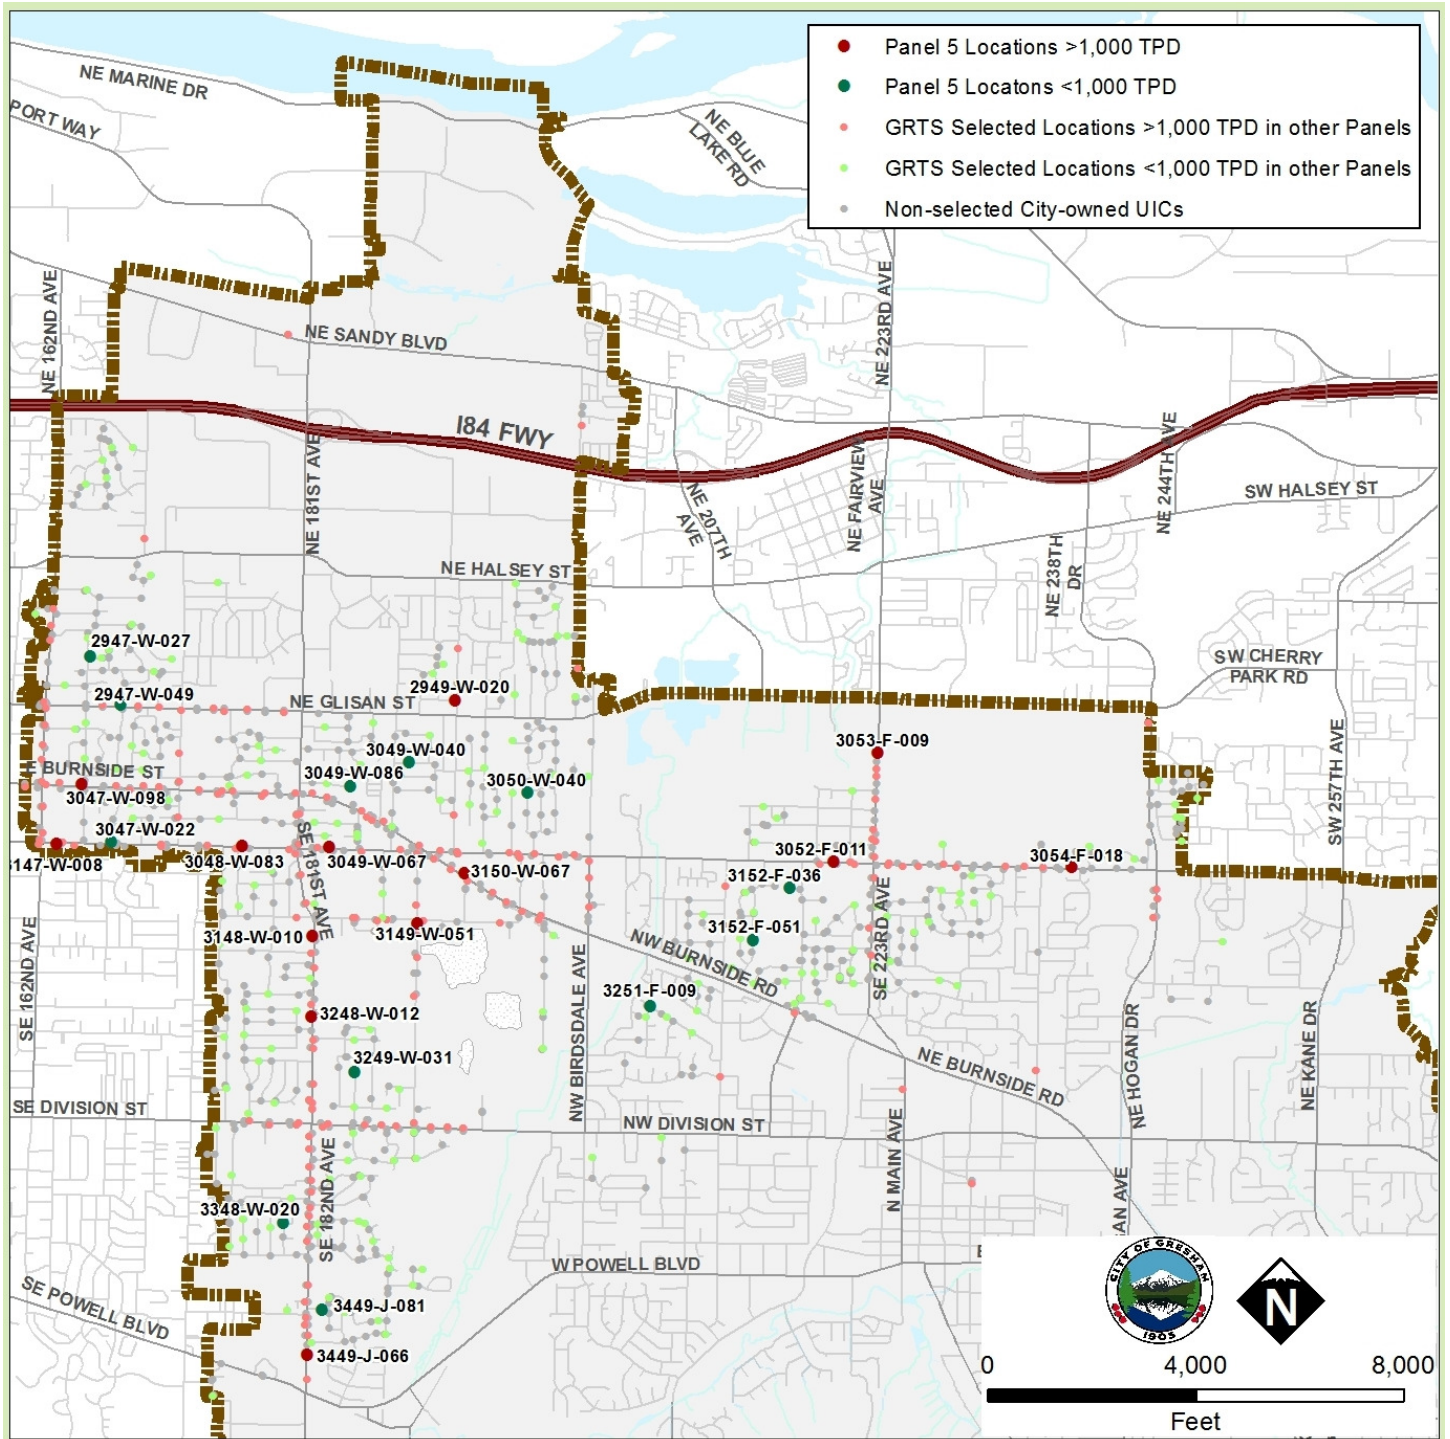 Panel 5 Locations >1,000 TPD
Panel 5 Locatons <1,000 TPD
GRTS Selected Locations >1,000 TPD in other Panels
GRTS Selected Locations <1,000 TPD in other Panels
Non-selected City-owned UICs
NE MARINE DR
PORT WAY
NE BLUE
LAKE RD
NE 162ND AVE
NE SANDY BLVD
NE 223RD AVE
I84 FWY
NE 181ST AVE
NE 207TH
AVE
NE FAIRVIEW
AVE
NE 244TH AVE
SW HALSEY ST
NE HALSEY ST
NE 238TH
DR
2947-W-027
SW CHERRY
PARK RD
2947-W-049
2949-W-020
NE GLISAN ST
3053-F-009
3049-W-040
E BURNSIDE ST
3049-W-086
3050-W-040
SW 257TH AVE
3047-W-098
3047-W-022
3147-W-008
3048-W-083
3049-W-067
3150-W-067
3052-F-011
3054-F-018
3152-F-036
SE 181ST AVE
3148-W-010
3149-W-051
3152-F-051
SE 162ND AVE
NW BURNSIDE RD
SE 223RD AVE
3251-F-009
3248-W-012
3249-W-031
NW BIRDSDALE AVE
NE BURNSIDE RD
NE HOGAN DR
NE KANE DR
SE DIVISION ST
NW DIVISION ST
N MAIN AVE
SE 182ND AVE
3348-W-020
AN AVE
W POWELL BLVD
E
SE POWELL BLVD
3449-J-081
3449-J-066
CITY OF GRESHAM
1905
N
0 4,000 8,000
Feet